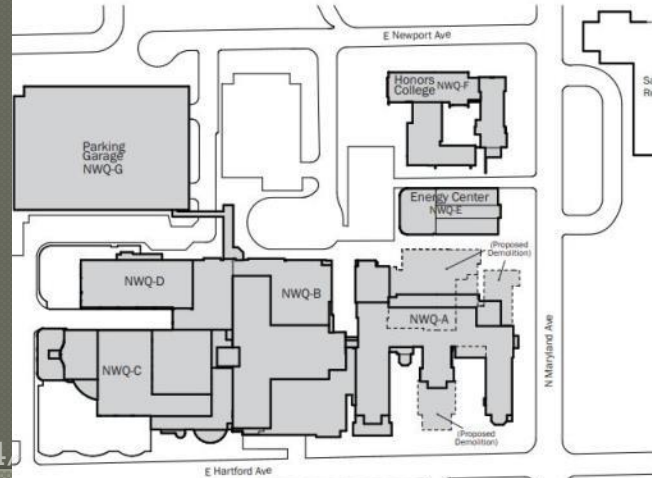 E Newport Ave
Honors
College NWQ-F
Parking
Garage
NWQ-G
Energy Center
NWQ-E
(Proposed
Demolition)
NWQ-D
NWQ-B
NWQ-A
NWQ-C
N Maryland Ave
(Proposed
Demolition)
E Hartford Ave